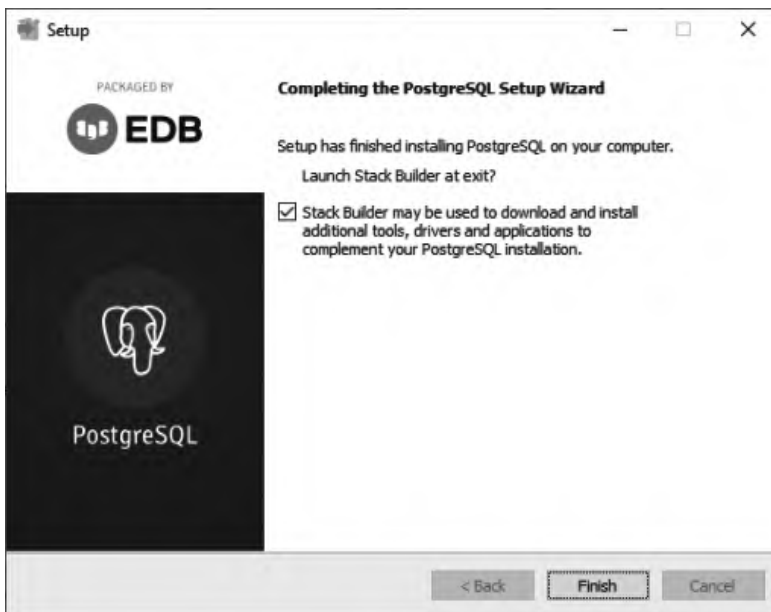 Setup
PACKAGED BY
EDB
PostgreSQL
Completing the PostgreSQL Setup Wizard
Setup has finished installing PostgreSQL on your computer.
Launch Stack Builder at exit?
Stack Builder may be used to download and install
additional tools, drivers and applications to
complement your PostgreSQL installation.
< Back
Finish
Cancel